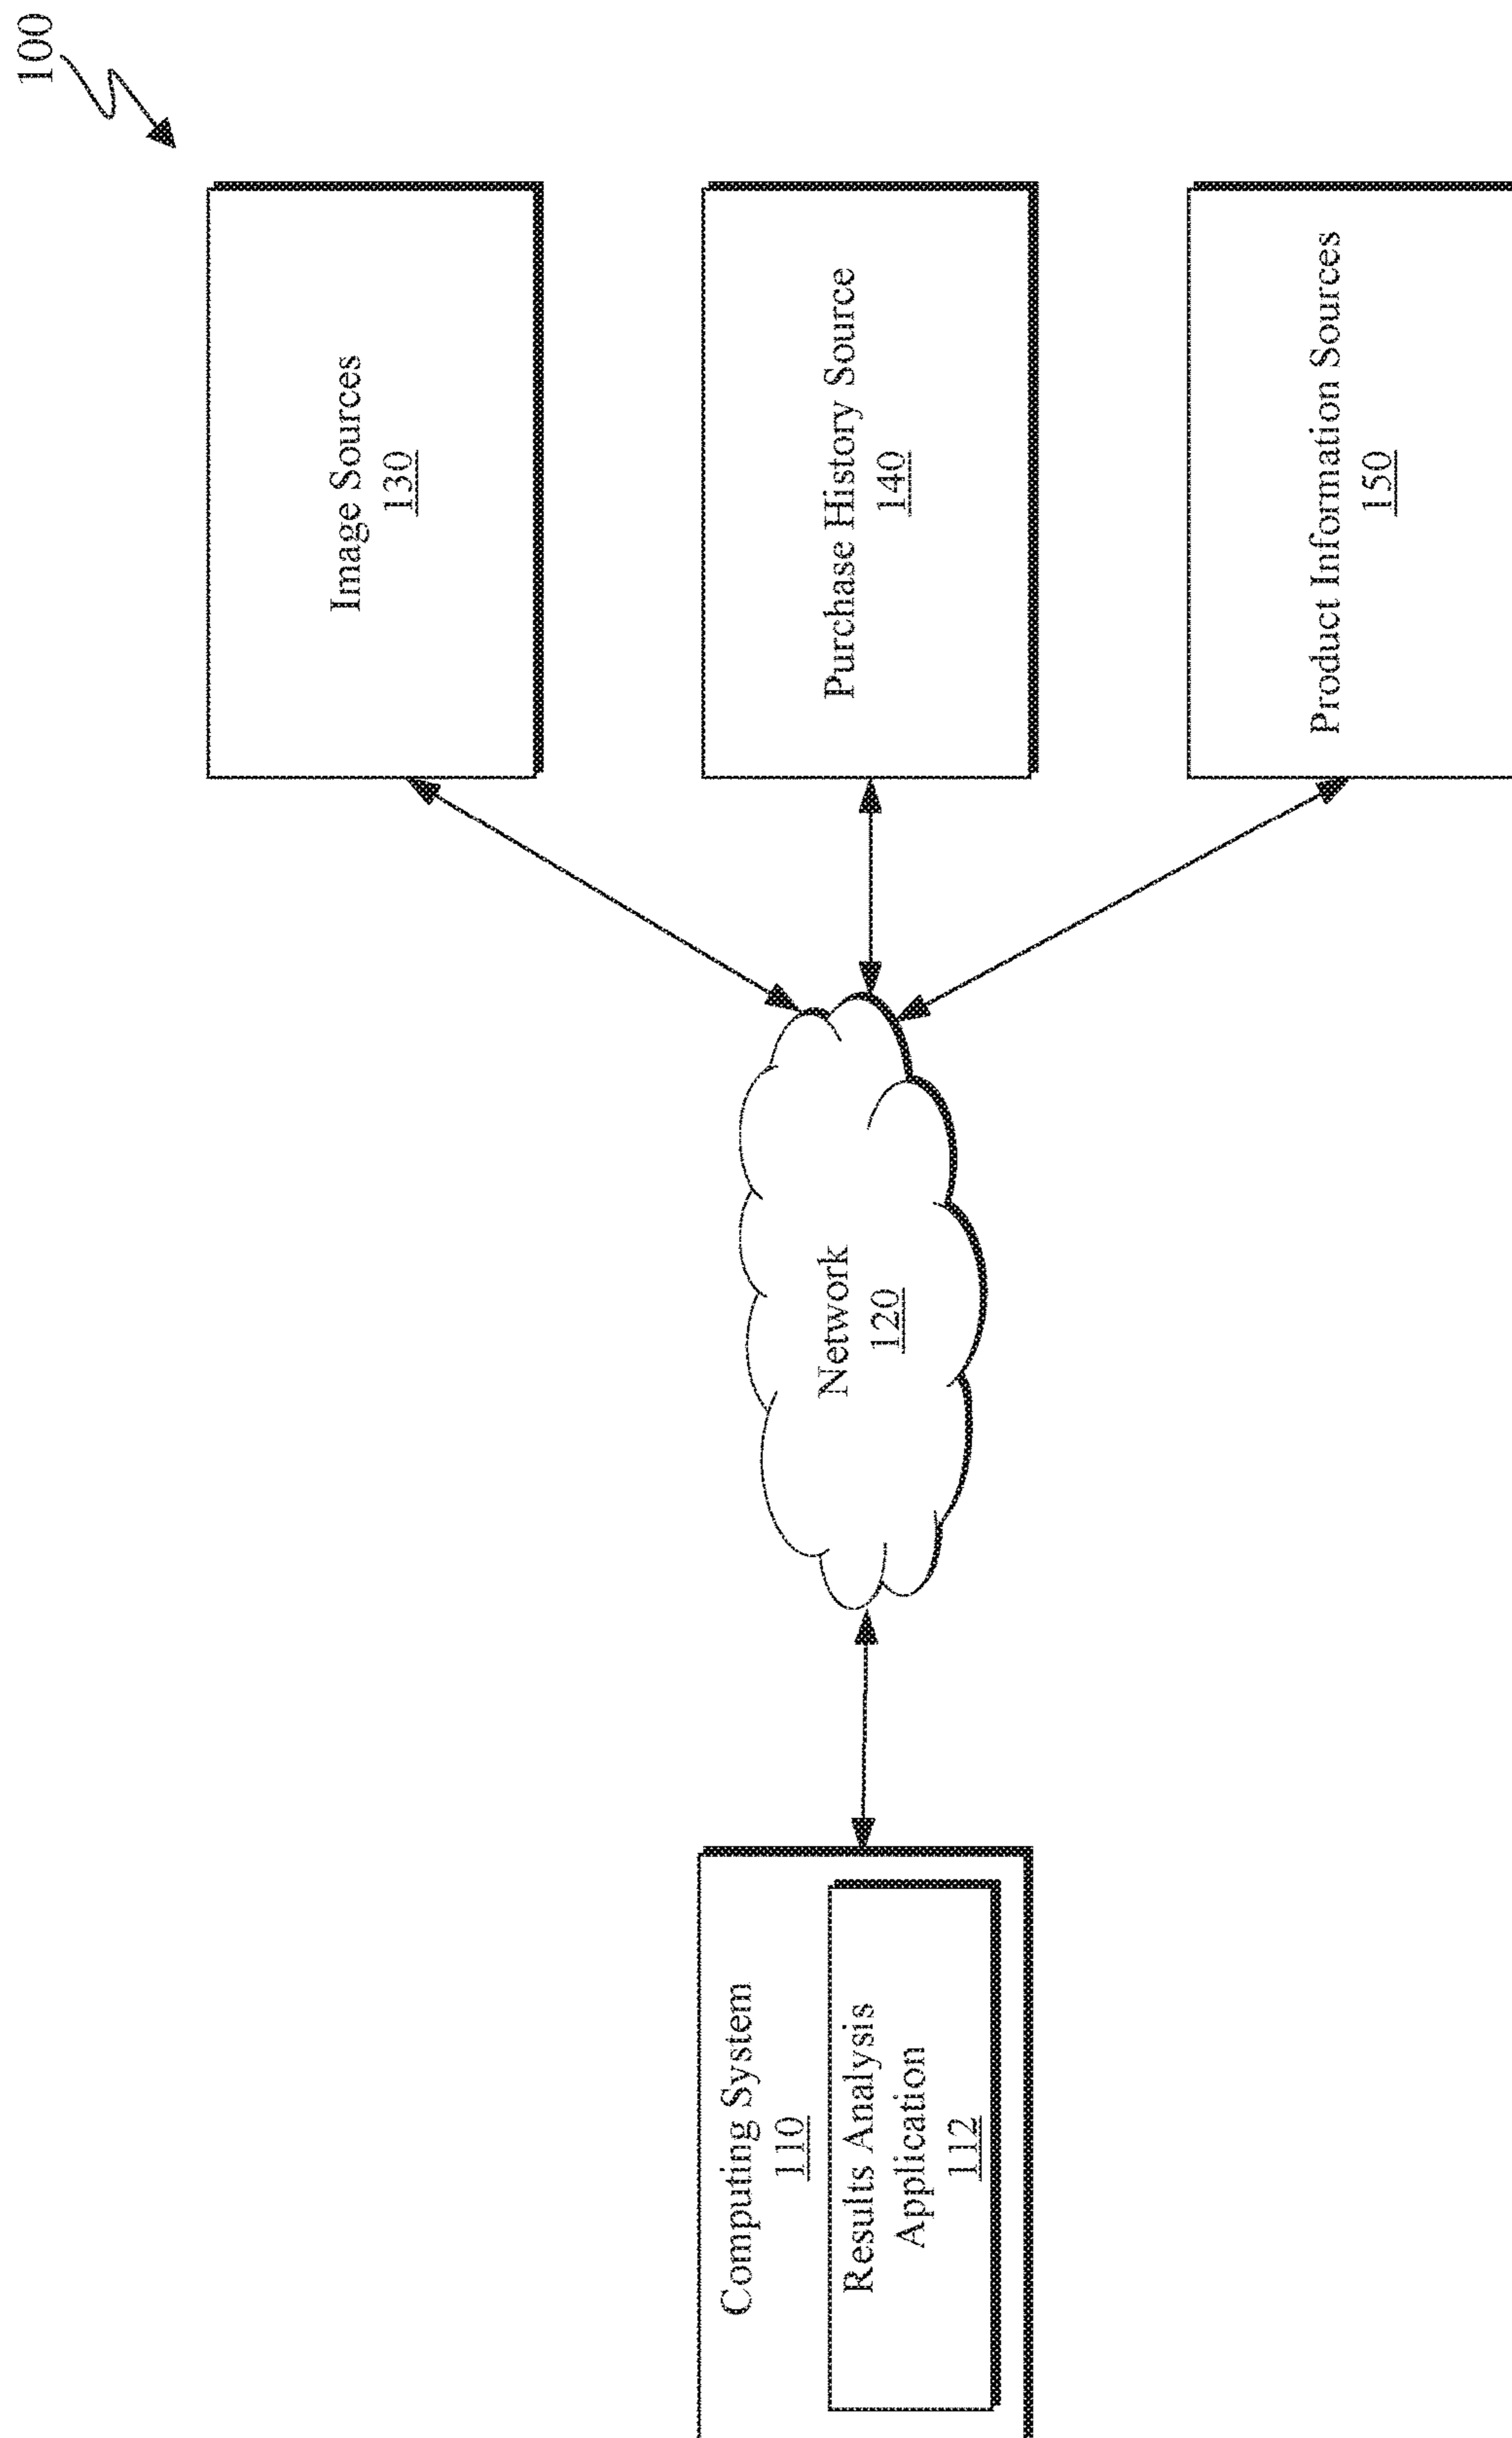 100
Image Sources
130
Purchase History Source
140
Product Information Sources
150
Network
120
Computing System
110
Results Analysis
Application
112